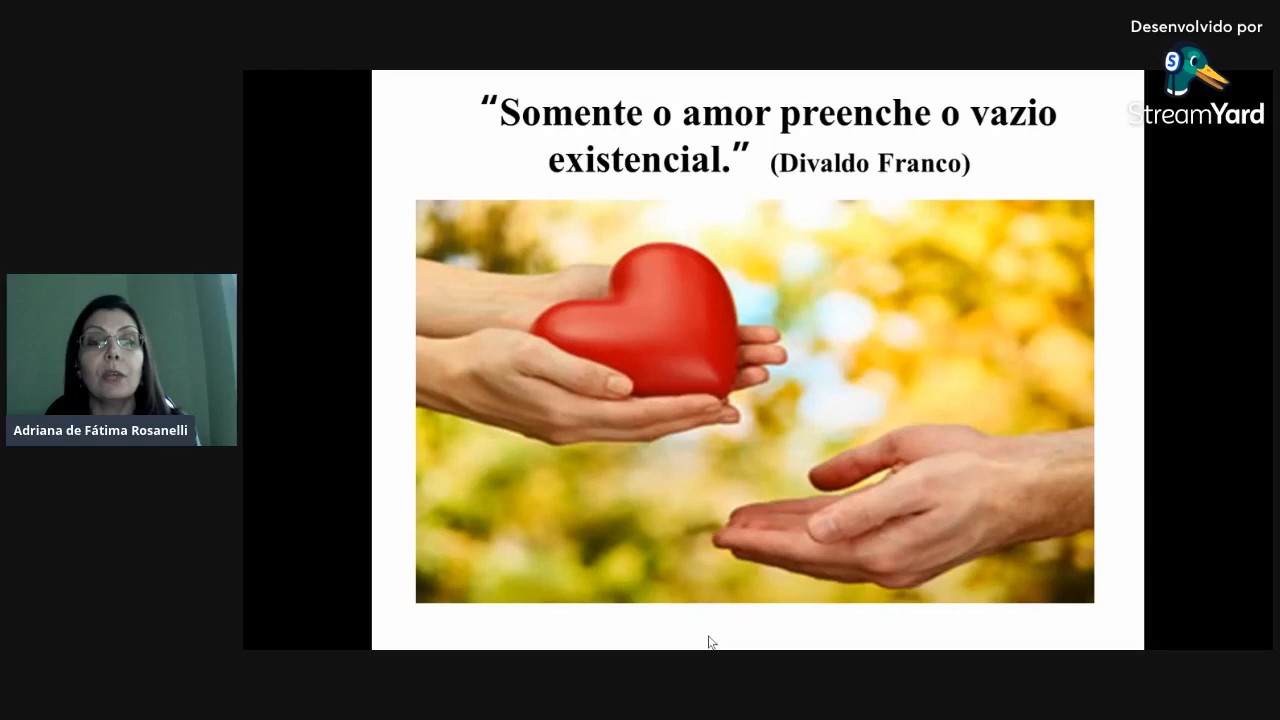 Desenvolvido por
StreamYard
“Somente o amor preenche o vazio
existencial.” (Divaldo Franco)
Adriana de Fátima Rosanelli